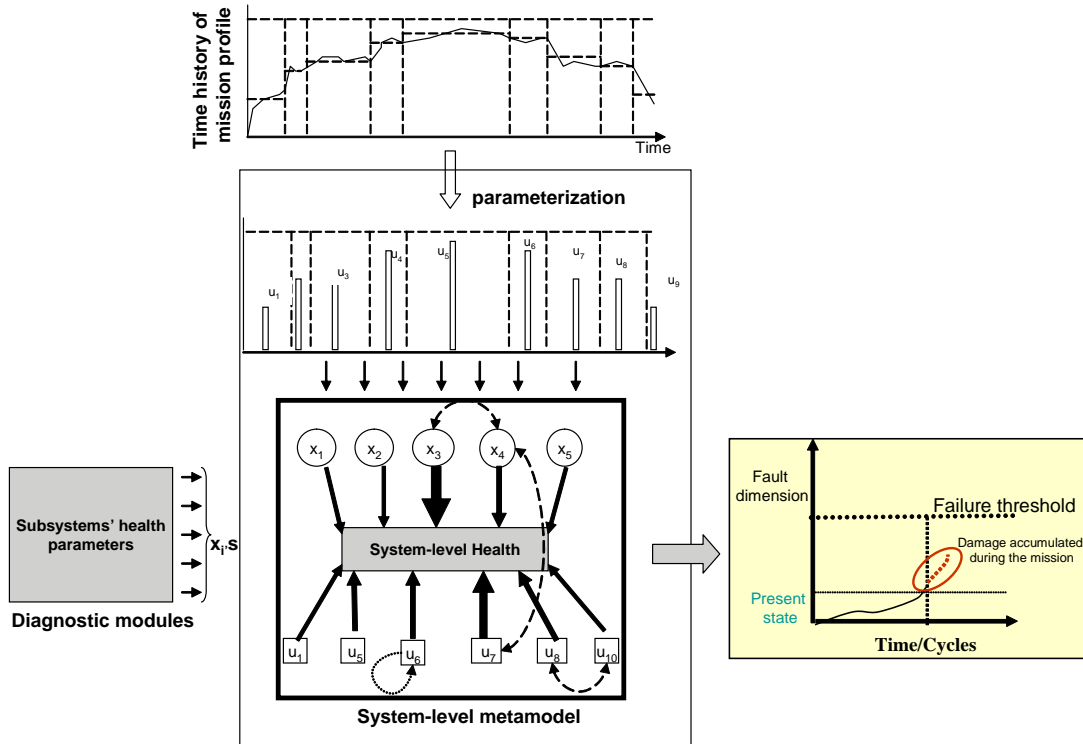 Time history of
mission profile
Time
parameterization
u1
u3
u4
u5
u6
u7
u8
u9
x1
x2
x3
x4
x5
System-level Health
u1
u5
u6
u7
u8
u10
System-level metamodel
Subsystems' health
parameters
xi,s
Diagnostic modules
Fault
dimension
Failure threshold
Damage accumulated
during the mission
Present
state
Time/Cycles